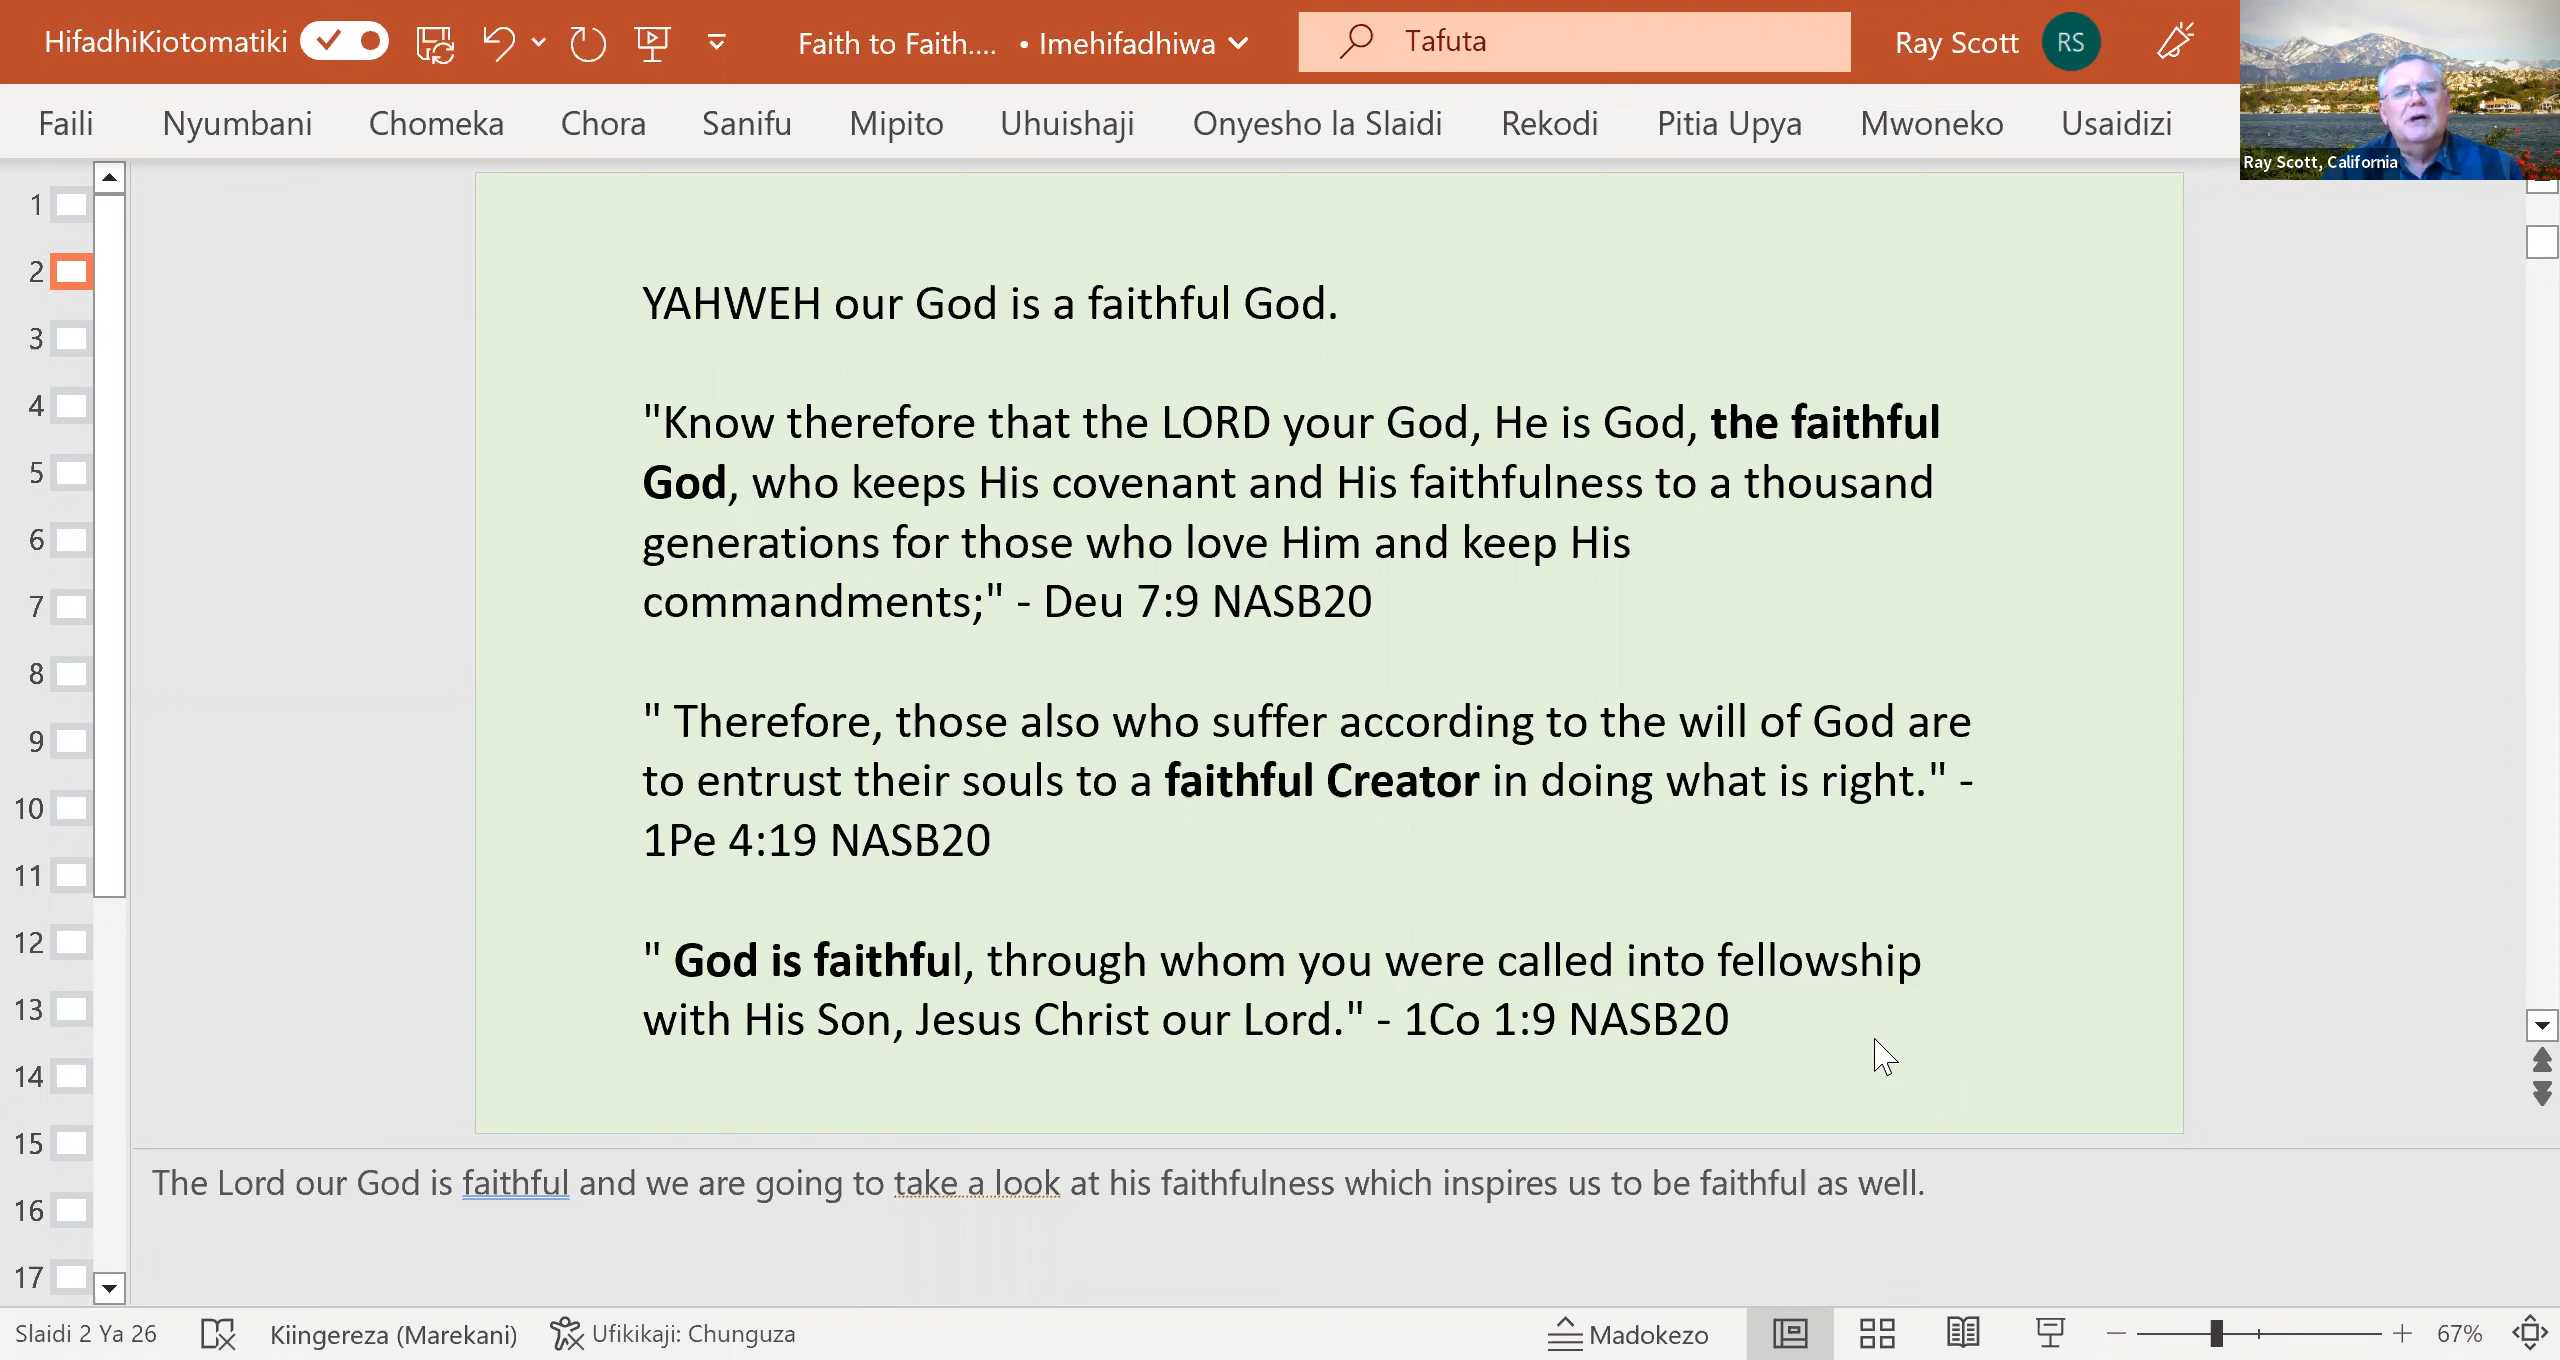 HifadhiKiotomatiki
Faith to Faith.... • Imehifadhiwa
Tafuta
Ray Scott
RS
Faili Nyumbani Chomeka Chora Sanifu Mipito Uhuishaji Onyesho la Slaidi Rekodi Pitia Upya Mwoneko Usaidizi
Ray Scott, California
1
2
3
4
5
6
7
8
9
10
11
12
13
14
15
16
17
YAHWEH our God is a faithful God.
"Know therefore that the LORD your God, He is God, the faithful
God, who keeps His covenant and His faithfulness to a thousand
generations for those who love Him and keep His
commandments;" - Deu 7:9 NASB20
" Therefore, those also who suffer according to the will of God are
to entrust their souls to a faithful Creator in doing what is right." -
1Pe 4:19 NASB20
" God is faithful, through whom you were called into fellowship
with His Son, Jesus Christ our Lord." - 1Co 1:9 NASB20
The Lord our God is faithful and we are going to take a look at his faithfulness which inspires us to be faithful as well.
Slaidi 2 Ya 26
Kiingereza (Marekani)
Ufikikaji: Chunguza
Madokezo
67%